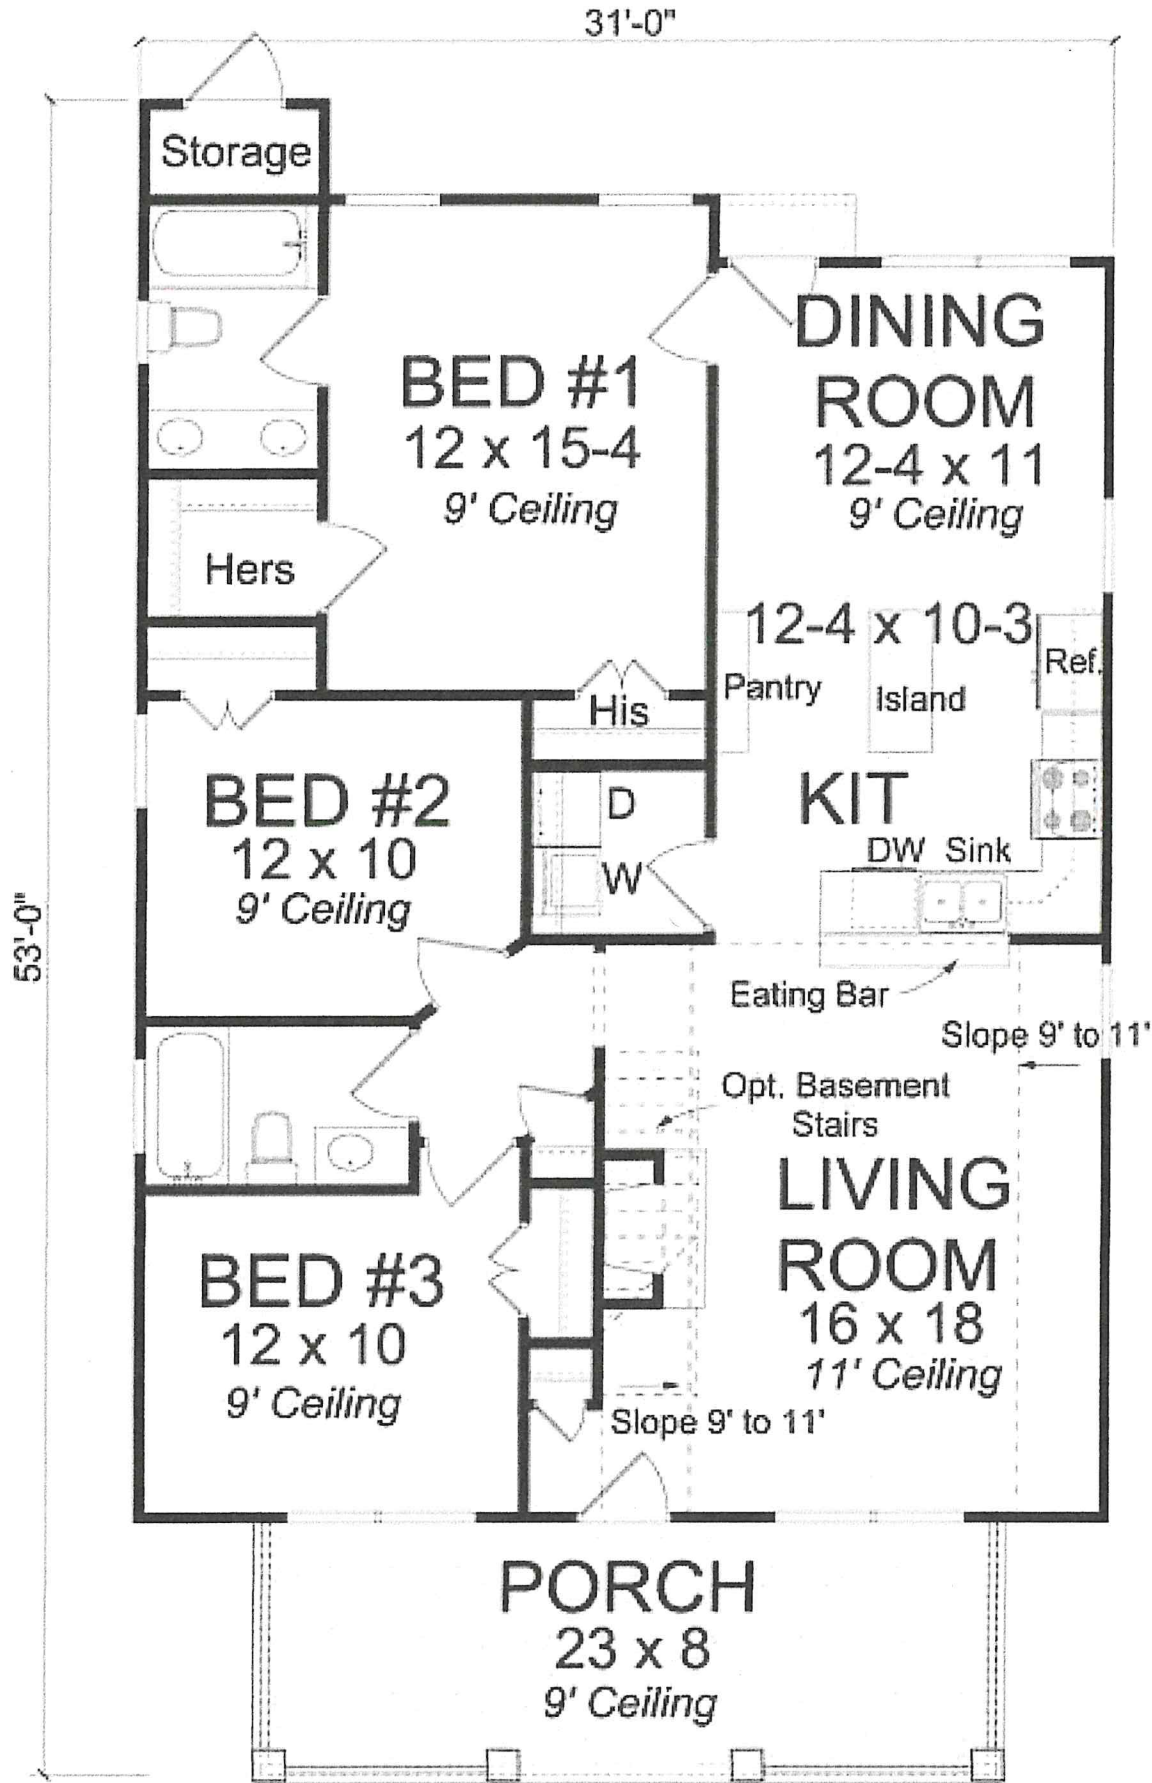 31'-0"
Storage
BED #1
12 x 15-4
9' Ceiling
DINING
ROOM
12-4 x 11
9' Ceiling
Hers
12-4 x 10-3
Ref.
Pantry
Island
His
BED #2
12 x 10
9' Ceiling
D
W
KIT
DW Sink
53'-0"
Eating Bar
Slope 9' to 11'
Opt. Basement
Stairs
LIVING
ROOM
16 x 18
11' Ceiling
BED #3
12 x 10
9' Ceiling
Slope 9' to 11'
PORCH
23 x 8
9' Ceiling